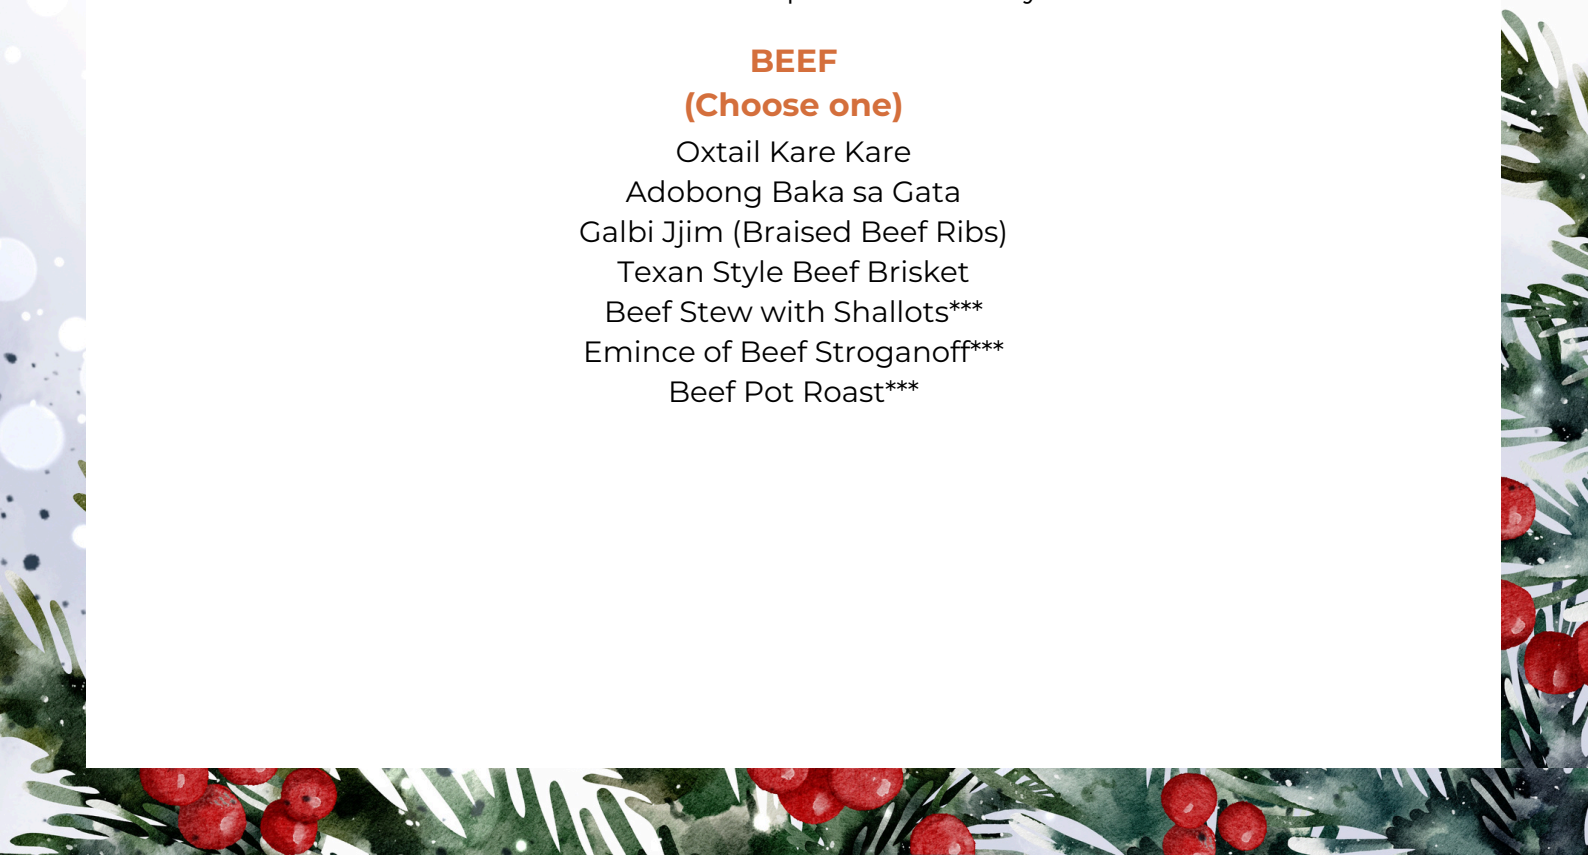 BEEF
(Choose one)
Oxtail Kare Kare
Adobong Baka sa Gata
Galbi Jjim (Braised Beef Ribs)
Texan Style Beef Brisket
Beef Stew with Shallots***
Emince of Beef Stroganoff***
Beef Pot Roast***